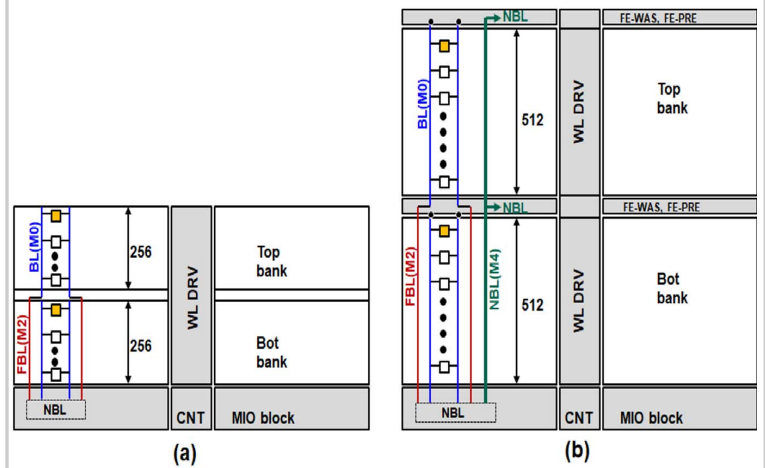 BL(M0)
256
WL DRV
Top
bank
FBL(M2)
256
Bot
bank
NBL
CNT
MIO block
(a)
NBL
FE-WAS, FE-PRE
BL(M0)
512
WL DRV
Top
bank
NBL
FE-WAS, FE-PRE
FBL(M2)
NBL(M4)
512
WL DRV
Bot
bank
NBL
CNT
MIO block
(b)